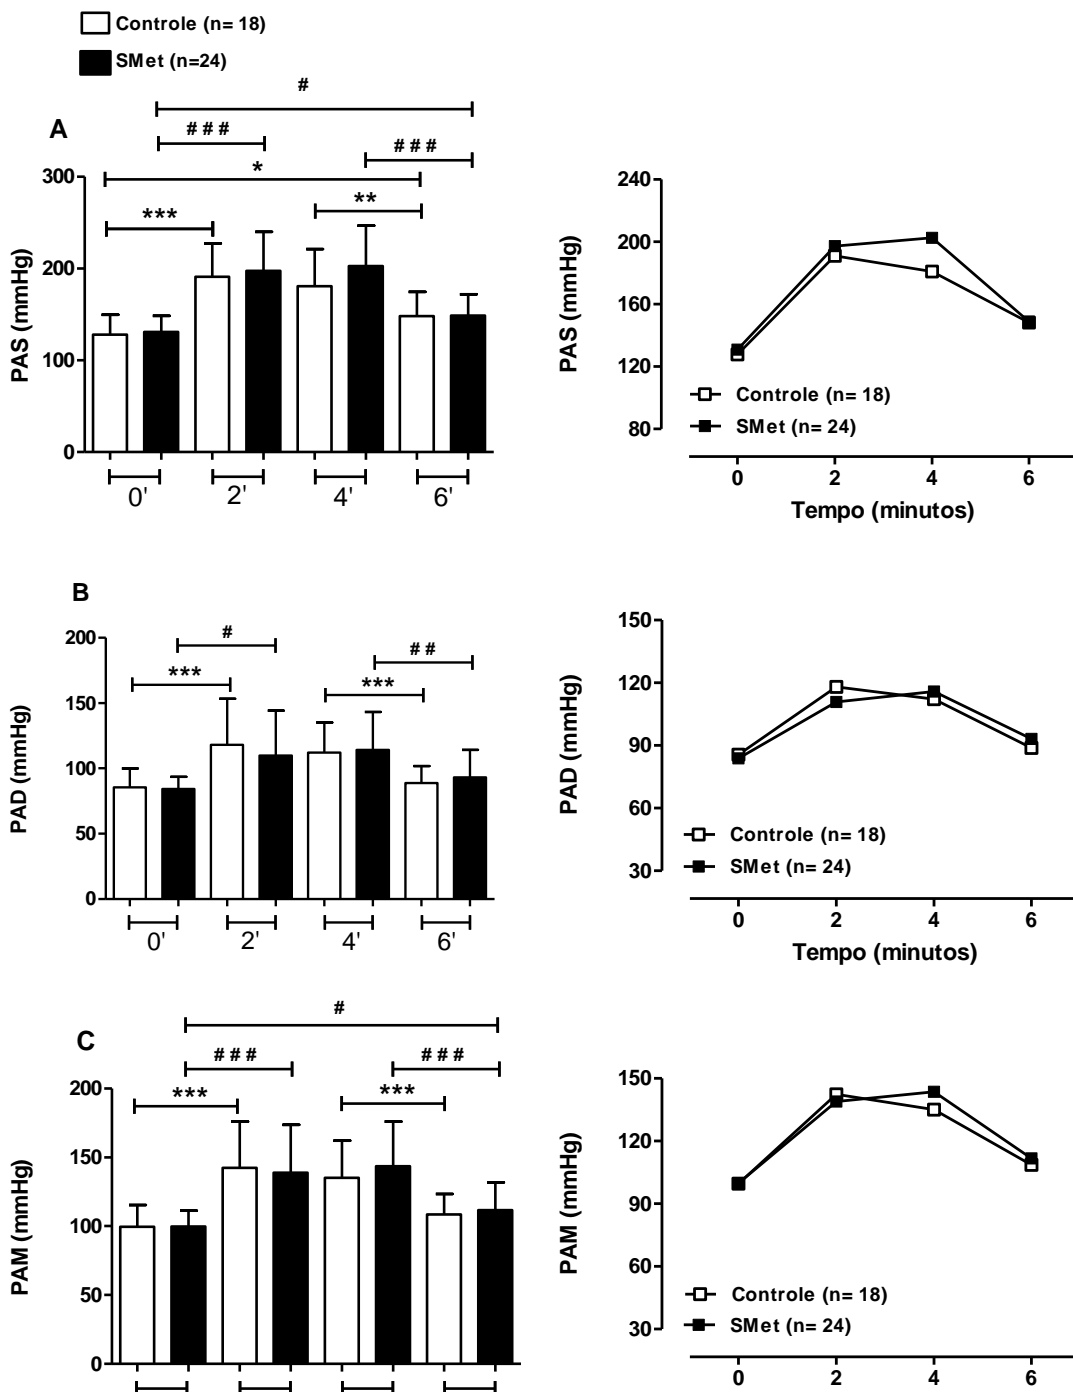 Controle (n= 18)
SMet (n=24)
#
A
# # #
# # #
*
***
**
300
200
100
0
PAS (mmHg)
0'
2'
4'
6'
240
200
160
120
80
PAS (mmHg)
Controle (n= 18)
SMet (n= 24)
0 2 4 6
Tempo (minutos)
B
#
# #
***
***
200
150
100
50
0
PAD (mmHg)
0'
2'
4'
6'
150
120
90
60
30
PAD (mmHg)
Controle (n= 18)
SMet (n= 24)
0 2 4 6
Tempo (minutos)
#
C
# # #
# # #
***
***
200
150
100
50
0
PAM (mmHg)
150
120
90
60
30
PAM (mmHg)
Controle (n= 18)
SMet (n= 24)
0 2 4 6